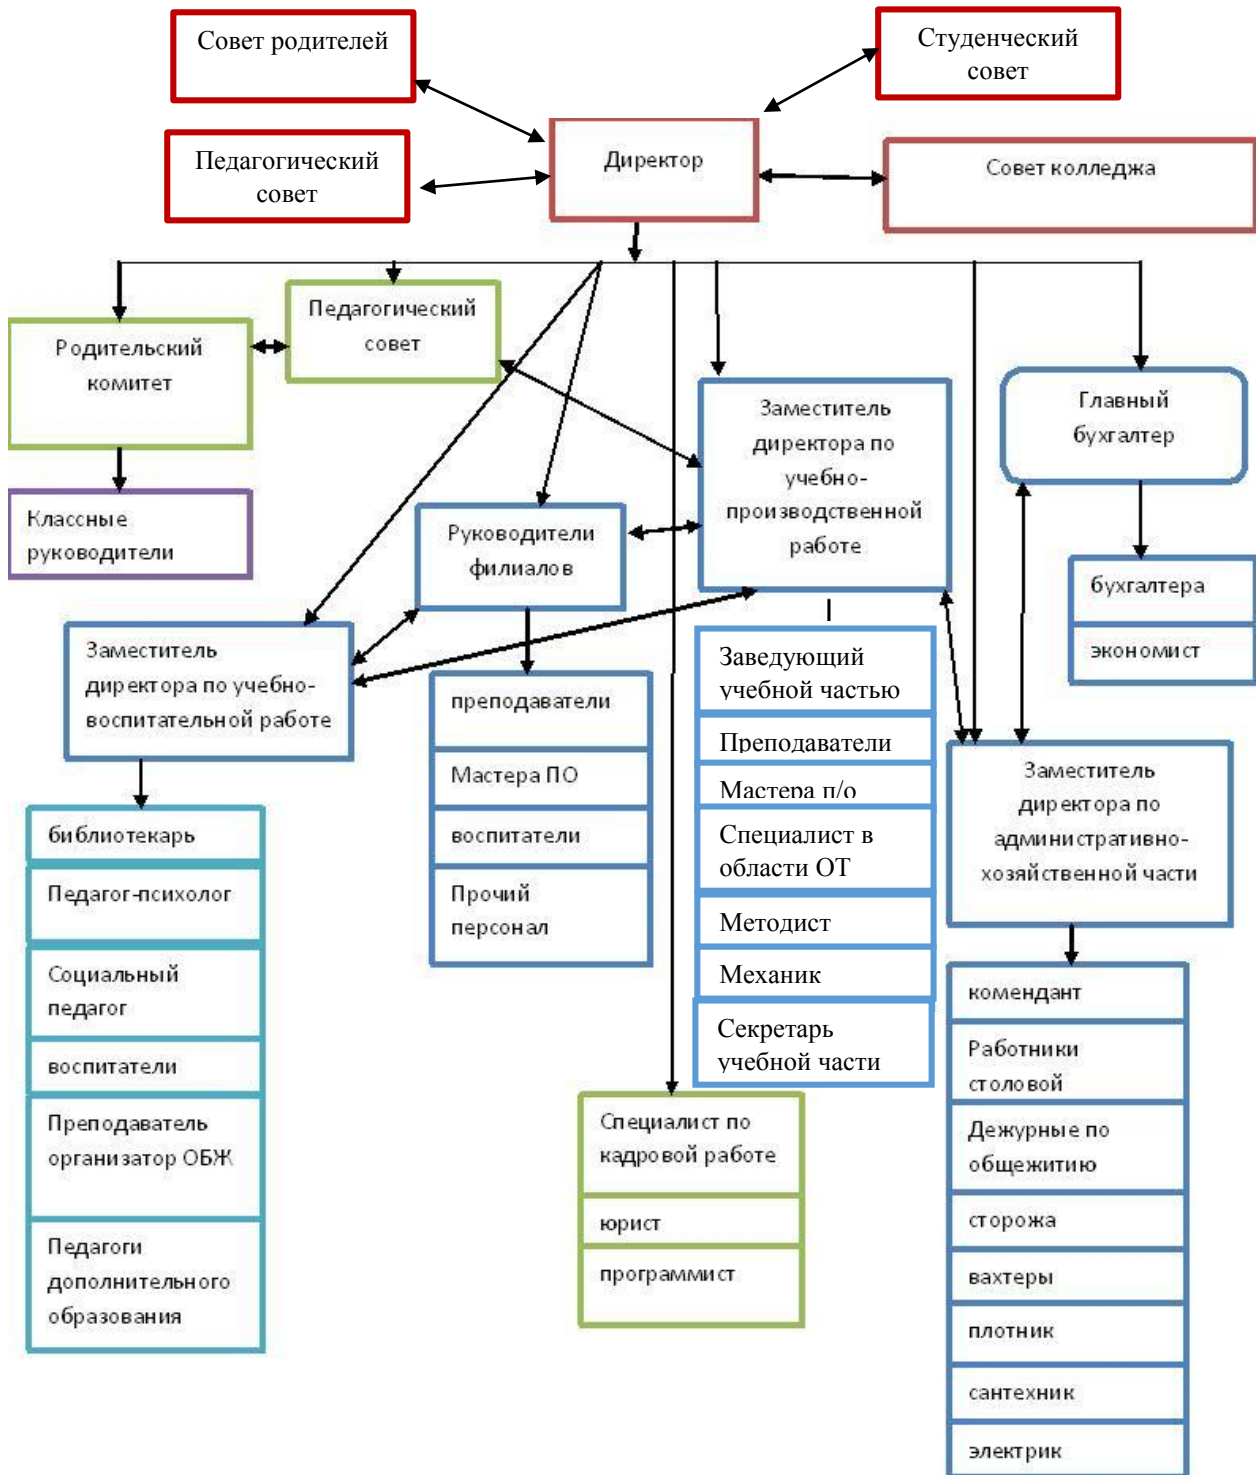 Совет родителей
Студенческий
совет
Педагогический
совет
Директор
Совет колледжа
Родительский
комитет
Педагогический
совет
Классные
руководители
Руководители
филиалов
Заместитель
директора по
учебно-
производственной
работе
Главный
бухгалтер
бухгалтера
экономист
Заместитель
директора по учебно-
воспитательной работе
библиотекарь
Педагог-психолог
Социальный
педагог
воспитатели
Преподаватель
организатор ОБЖ
Педагоги
дополнительного
образования
преподаватели
Мастера ПО
воспитатели
Прочий
персонал
Заведующий
учебной частью
Преподаватели
Мастера п/о
Специалист в
области ОТ
Методист
Механик
Секретарь
учебной части
Специалист по
кадровой работе
юрист
программист
Заместитель
директора по
административно-
хозяйственной части
комендант
Работники
столовой
Дежурные по
общежитию
сторожа
вахтеры
плотник
сантехник
электрик